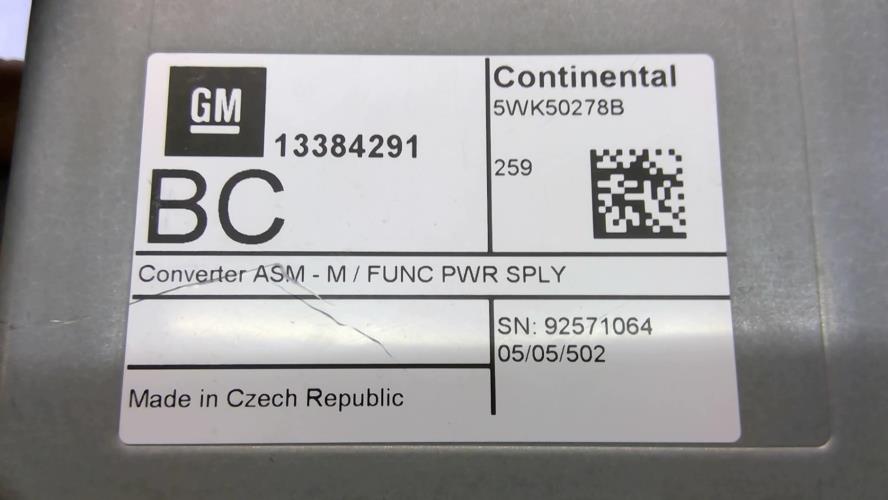 GM
13384291
BC
Continental
5WK50278B
259
Converter ASM - M / FUNC PWR SPLY
SN: 92571064
05/05/502
Made in Czech Republic